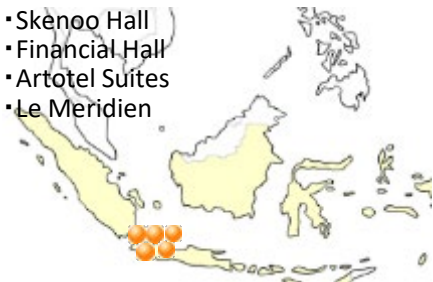 ▪Skenoo Hall
▪Financial Hall
▪Artotel Suites
▪Le Meridien